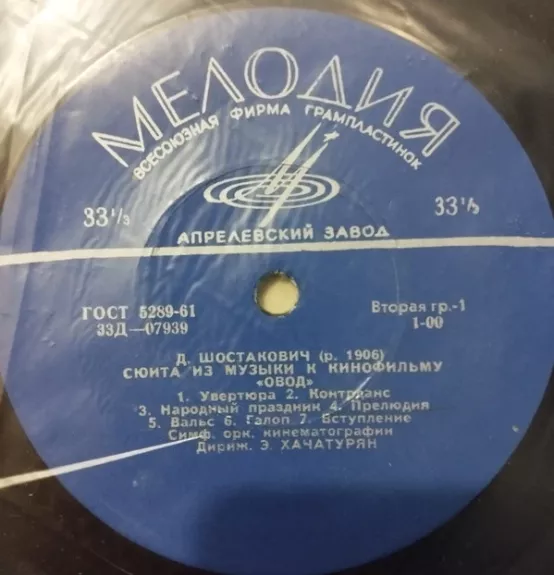 МЕЛОДИЯ
ВСЕСОЮЗНАЯ ФИРМА ГРАМПЛАСТИНОК
33⅓ 33⅓
АПРЕЛЕВСКИЙ ЗАВОД
ГОСТ 5289-61 Вторая гр.-1
33Д—07939 1-00
Д. ШОСТАКОВИЧ (р. 1906)
СЮИТА ИЗ МУЗЫКИ К КИНОФИЛЬМУ
«ОВОД»
1. Увертюра 2. Контрданс
3. Народный праздник 4. Прелюдия
5. Вальс 6. Галоп 7. Вступление
Симф. орк. кинематографии
Дириж. Э. ХАЧАТУРЯН